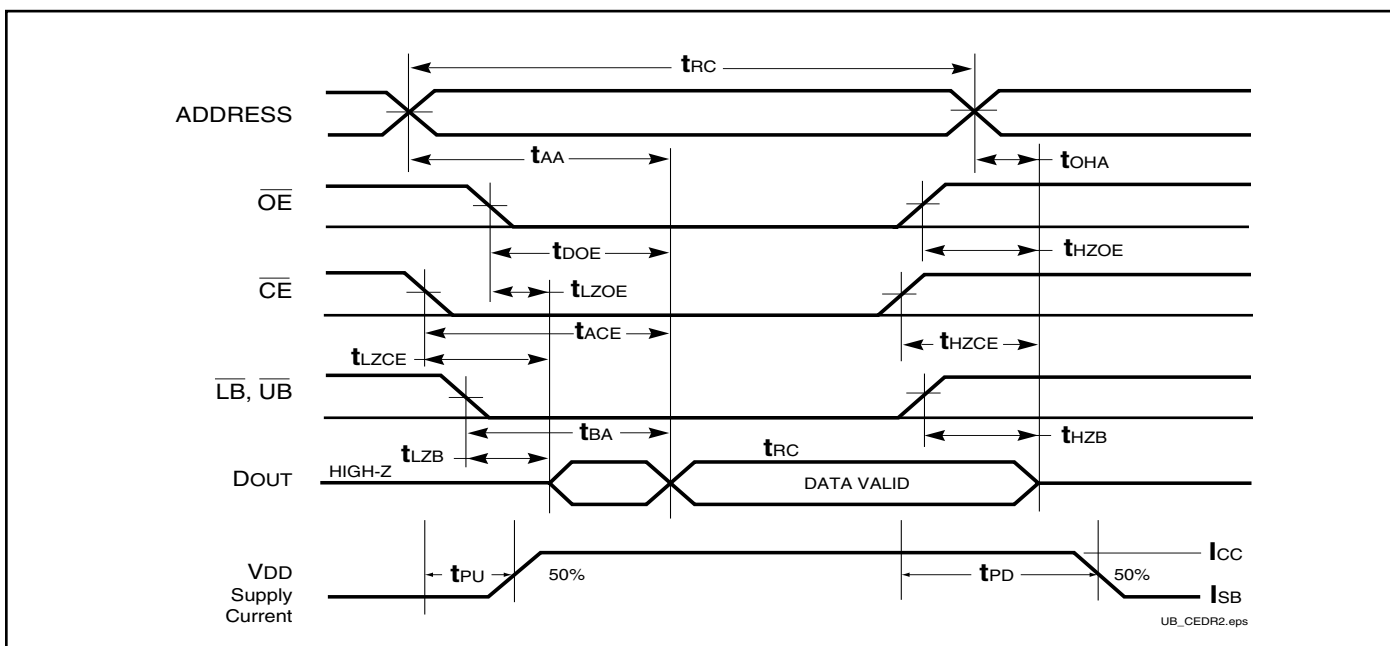 tRC
ADDRESS
tAA
tOHA
OE
tDOE
tHZOE
CE
tLZOE
tACE
tHZCE
tLZCE
LB, UB
tBA
tHZB
tLZB
tRC
DOUT
HIGH-Z
DATA VALID
ICC
tPU
50%
tPD
50%
VDD
Supply
Current
ISB
UB_CEDR2.eps